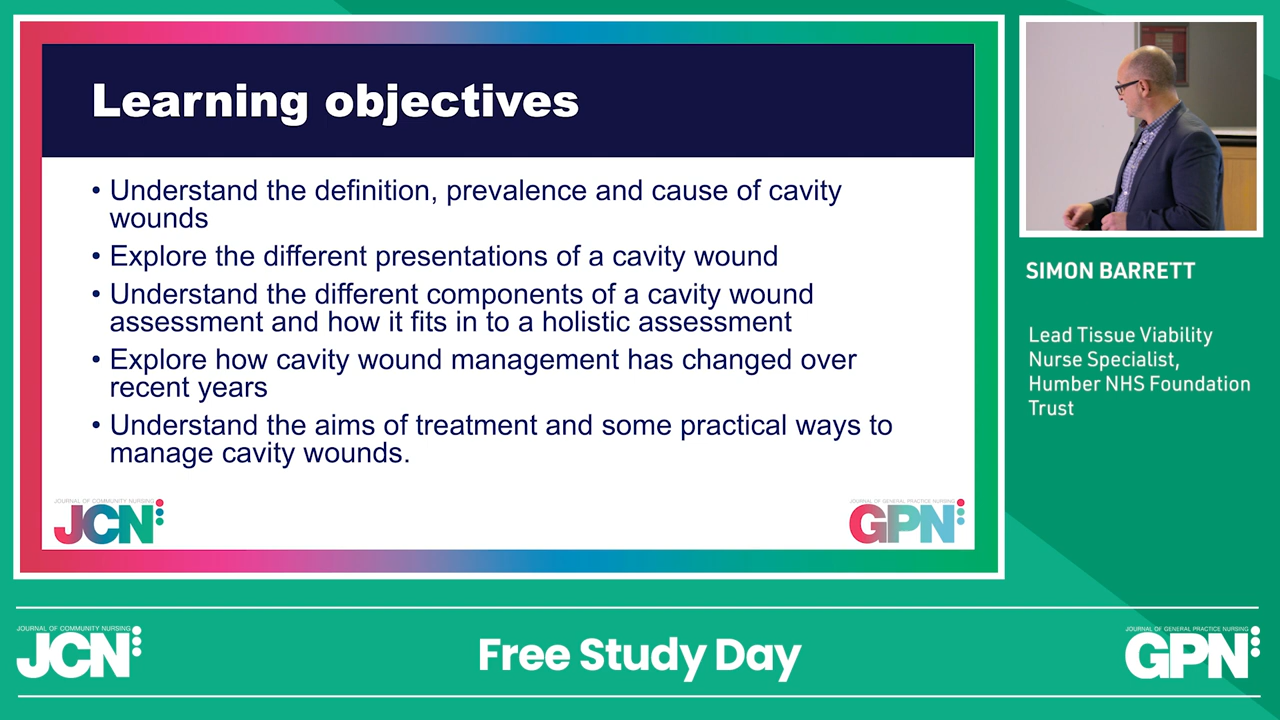 Learning objectives
• Understand the definition, prevalence and cause of cavity
wounds
• Explore the different presentations of a cavity wound
• Understand the different components of a cavity wound
assessment and how it fits in to a holistic assessment
• Explore how cavity wound management has changed over
recent years
• Understand the aims of treatment and some practical ways to
manage cavity wounds.
JOURNAL OF COMMUNITY NURSING
JCN
JOURNAL OF GENERAL PRACTICE NURSING
GPN
SIMON BARRETT
Lead Tissue Viability
Nurse Specialist,
Humber NHS Foundation
Trust
JOURNAL OF COMMUNITY NURSING
JCN
Free Study Day
JOURNAL OF GENERAL PRACTICE NURSING
GPN